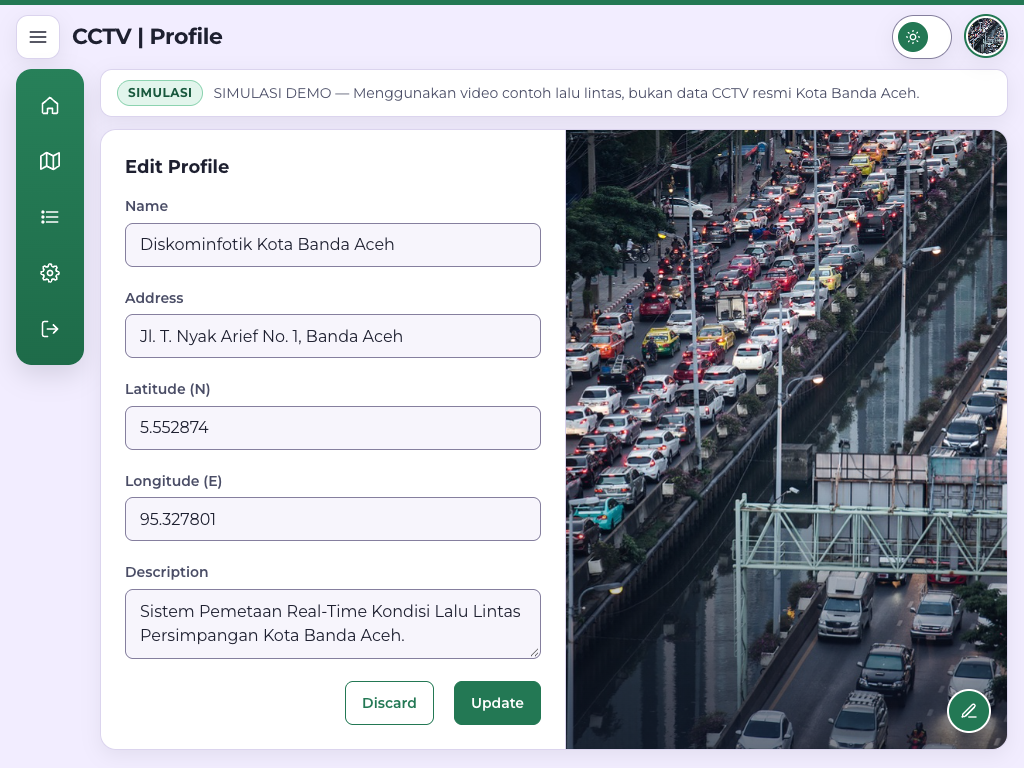 CCTV | Profile
SIMULASI
SIMULASI DEMO — Menggunakan video contoh lalu lintas, bukan data CCTV resmi Kota Banda Aceh.
Edit Profile
Name
Diskominfotik Kota Banda Aceh
Address
Jl. T. Nyak Arief No. 1, Banda Aceh
Latitude (N)
5.552874
Longitude (E)
95.327801
Description
Sistem Pemetaan Real-Time Kondisi Lalu Lintas
Persimpangan Kota Banda Aceh.
Discard
Update